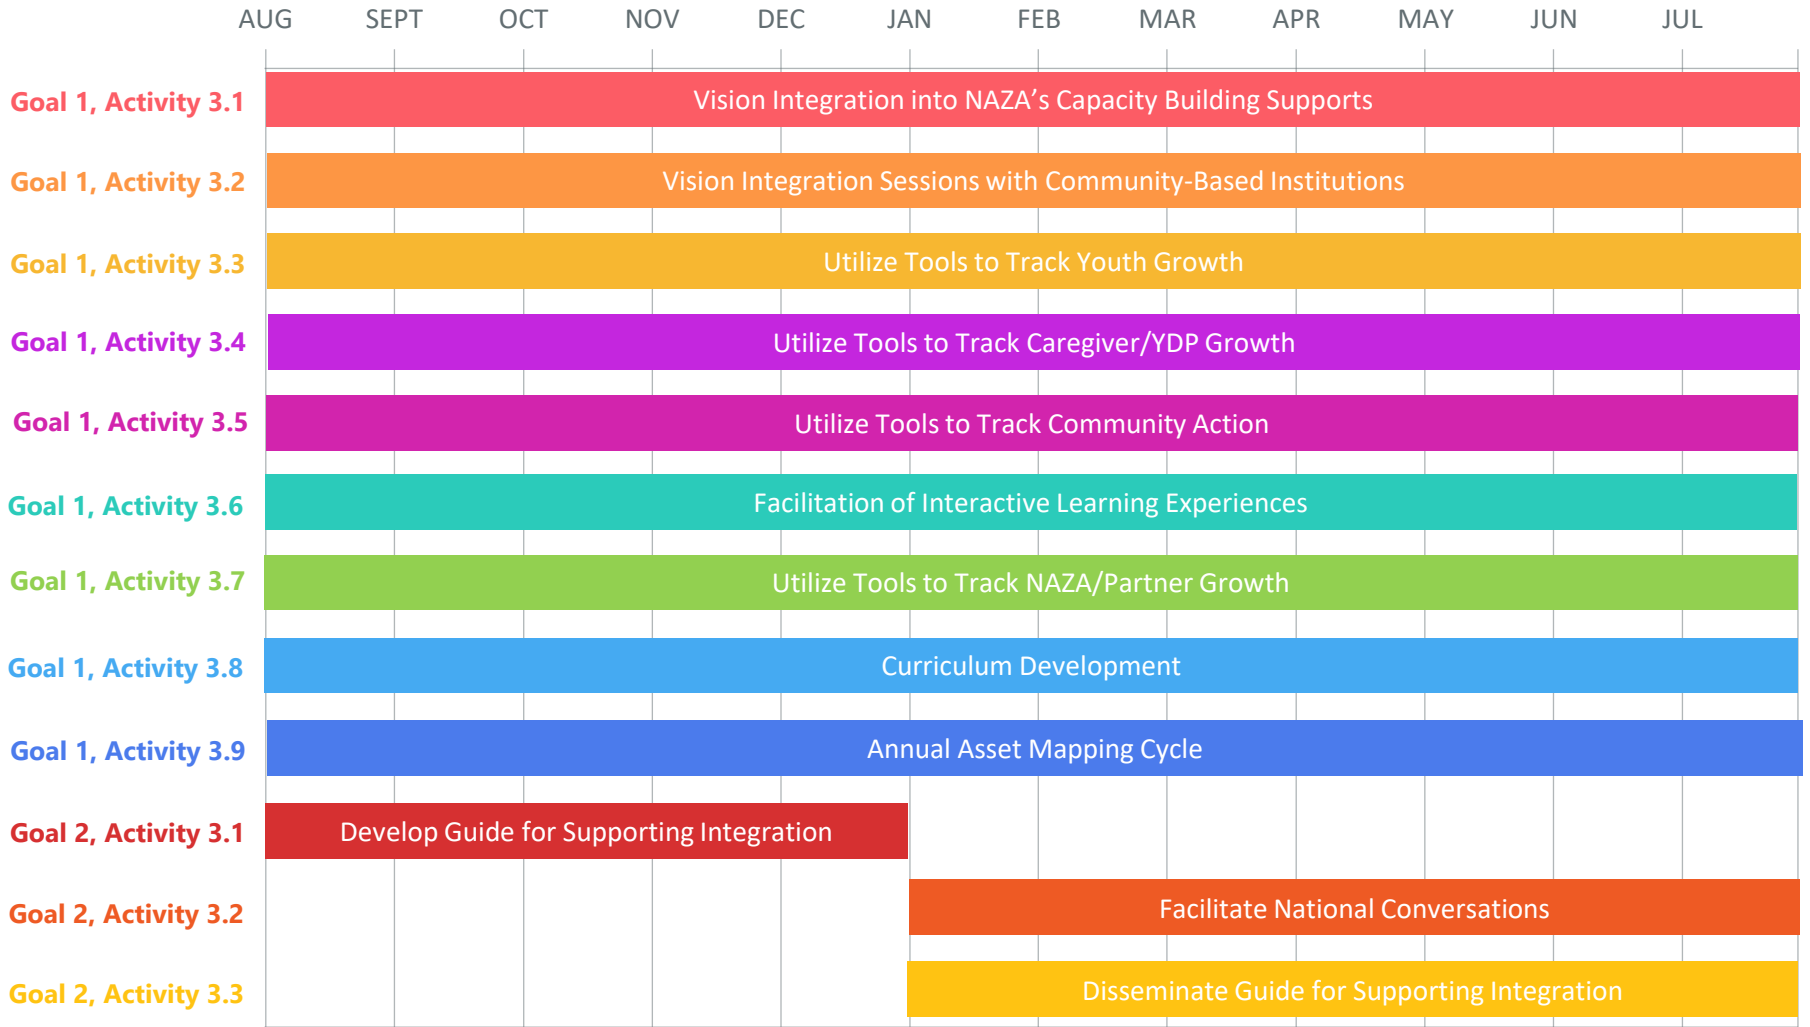 AUG SEPT OCT NOV DEC JAN FEB MAR APR MAY JUN JUL
Goal 1, Activity 3.1 Vision Integration into NAZA’s Capacity Building Supports
Goal 1, Activity 3.2 Vision Integration Sessions with Community-Based Institutions
Goal 1, Activity 3.3 Utilize Tools to Track Youth Growth
Goal 1, Activity 3.4 Utilize Tools to Track Caregiver/YDP Growth
Goal 1, Activity 3.5 Utilize Tools to Track Community Action
Goal 1, Activity 3.6 Facilitation of Interactive Learning Experiences
Goal 1, Activity 3.7 Utilize Tools to Track NAZA/Partner Growth
Goal 1, Activity 3.8 Curriculum Development
Goal 1, Activity 3.9 Annual Asset Mapping Cycle
Goal 2, Activity 3.1 Develop Guide for Supporting Integration
Goal 2, Activity 3.2 Facilitate National Conversations
Goal 2, Activity 3.3 Disseminate Guide for Supporting Integration